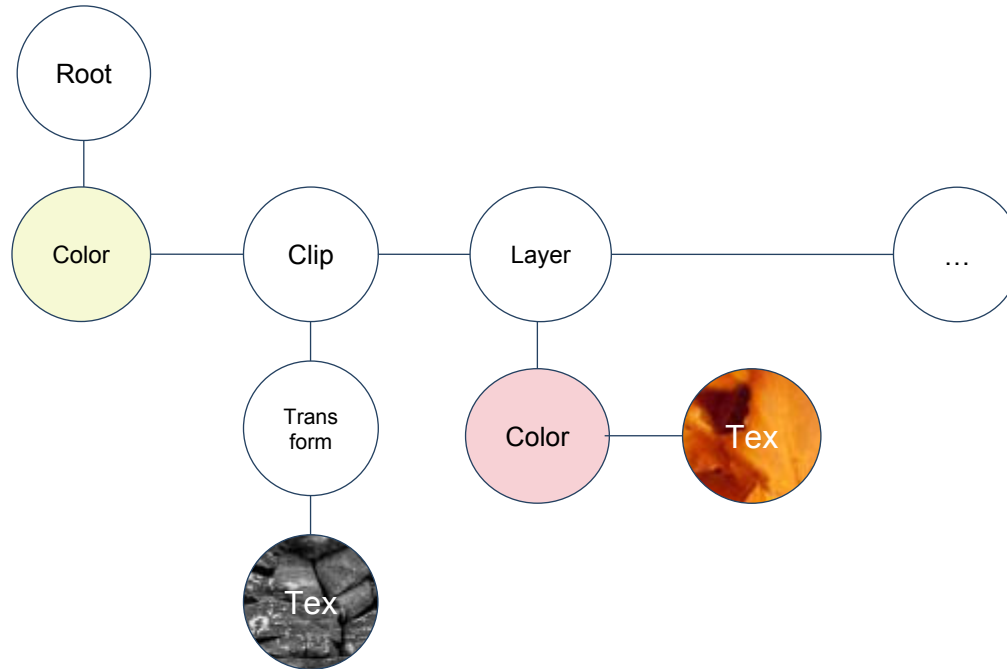 Root
Color
Clip
Layer
…
Trans
form
Color
Tex
Tex